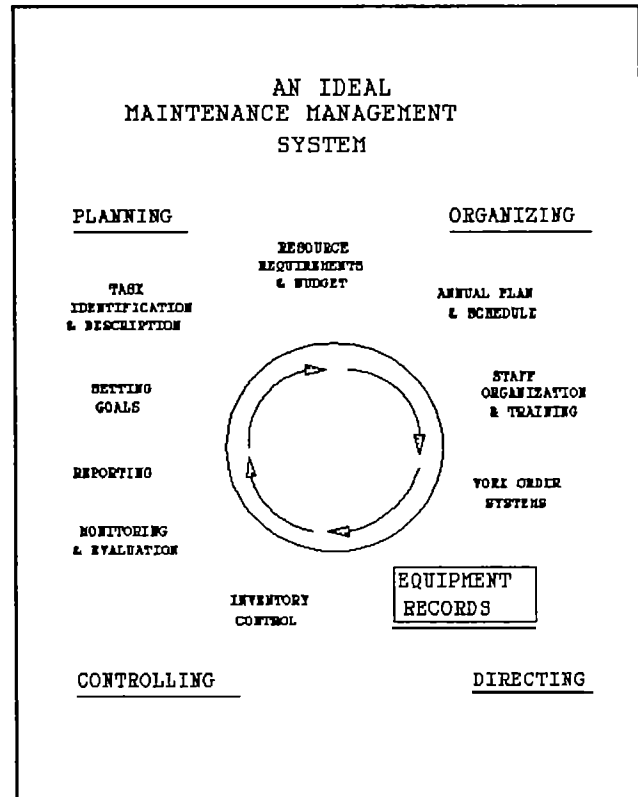 AN IDEAL
MAINTENANCE MANAGEMENT
SYSTEM
PLANNING
ORGANIZING
RESOURCE
REQUIREMENTS
& BUDGET
TASK
IDENTIFICATION
& DESCRIPTION
ANNUAL PLAN
& SCHEDULE
SETTING
GOALS
STAFF
ORGANIZATION
& TRAINING
REPORTING
WORK ORDER
SYSTEMS
MONITORING
& EVALUATION
EQUIPMENT
RECORDS
INVENTORY
CONTROL
CONTROLLING
DIRECTING